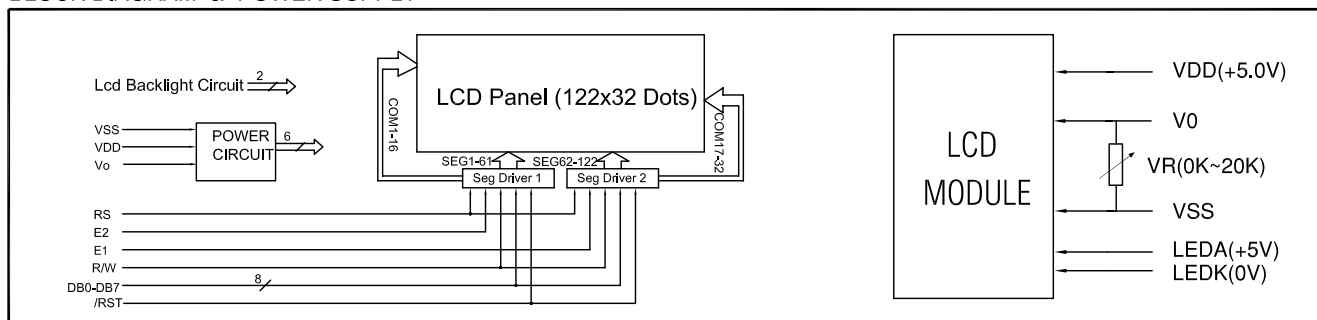 Lcd Backlight Circuit
2
VSS
VDD
Vo
POWER
CIRCUIT
6
LCD Panel (122x32 Dots)
COM1-16
COM17-32
SEG1-61
SEG62-122
Seg Driver 1
Seg Driver 2
RS
E2
E1
R/W
DB0-DB7
8
/RST
LCD
MODULE
VDD(+5.0V)
V0
VR(0K~20K)
VSS
LEDA(+5V)
LEDK(0V)